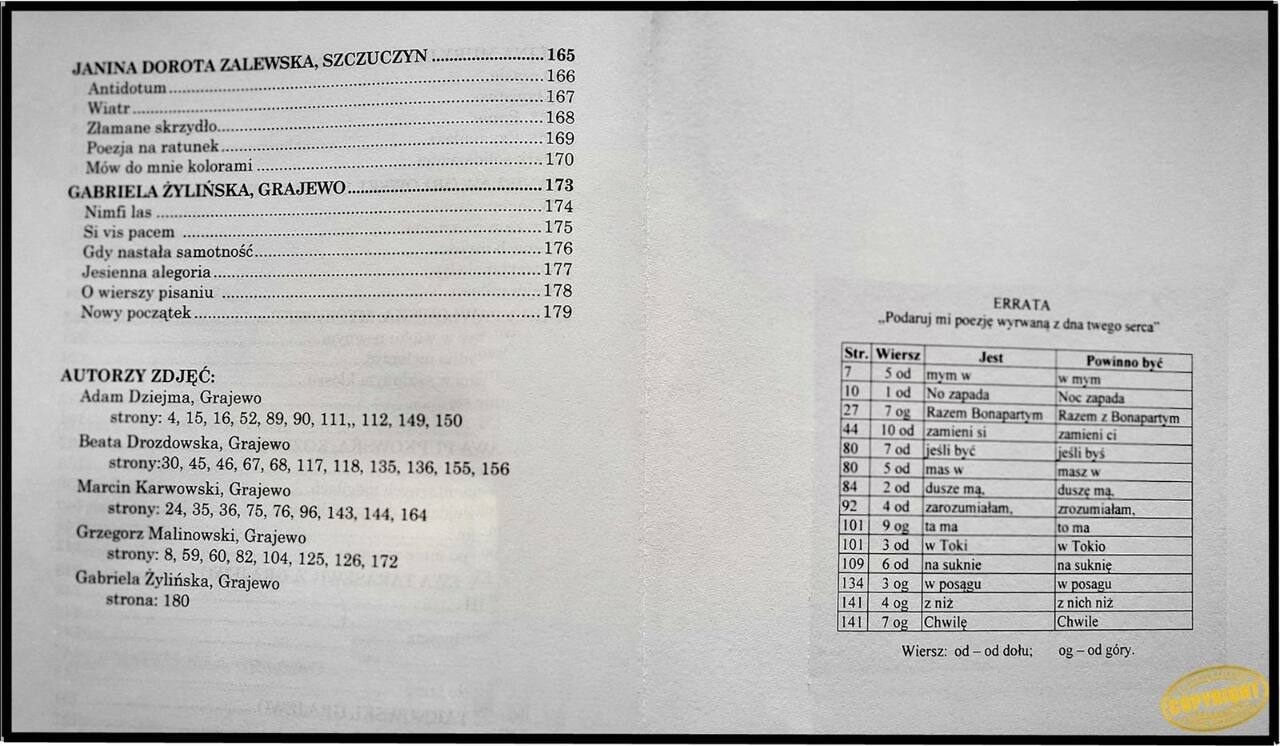 JANINA DOROTA ZALEWSKA, SZCZUCZYN ........................ 165
Antidotum ........................ 166
Wiatr ........................ 167
Złamane skrzydło ........................ 168
Poezja na ratunek ........................ 169
Mów do mnie kolorami ........................ 170
GABRIELA ŻYLIŃSKA, GRAJEWO ........................ 173
Nimfi las ........................ 174
Si vis pacem ........................ 175
Gdy nastała samotność ........................ 176
Jesienna alegoria ........................ 177
O wierszy pisaniu ........................ 178
Nowy początek ........................ 179
AUTORZY ZDJĘĆ:
Adam Dziejma, Grajewo
strony: 4, 15, 16, 52, 89, 90, 111,, 112, 149, 150
Beata Drozdowska, Grajewo
strony:30, 45, 46, 67, 68, 117, 118, 135, 136, 155, 156
Marcin Karwowski, Grajewo
strony: 24, 35, 36, 75, 76, 96, 143, 144, 164
Grzegorz Malinowski, Grajewo
strony: 8, 59, 60, 82, 104, 125, 126, 172
Gabriela Żylińska, Grajewo
strona: 180
ERRATA
„Podaruj mi poezję wyrwaną z dna twego serca"
Str. Wiersz Jest Powinno być
7 5 od mym w w mym
10 1 od No zapada Noc zapada
27 7 og Razem Bonapartym Razem z Bonapartym
44 10 od zamieni si zamieni ci
80 7 od jeśli być jeśli byś
80 5 od mas w masz w
84 2 od dusze mą, duszę mą,
92 4 od zarozumiałam, zrozumiałam,
101 9 og ta ma to ma
101 3 od w Toki w Tokio
109 6 od na suknie na suknię
134 3 og w posągu w posagu
141 4 og z niż z nich niż
141 7 og Chwilę Chwile
Wiersz: od – od dołu; og – od góry.
COPYRIGHT